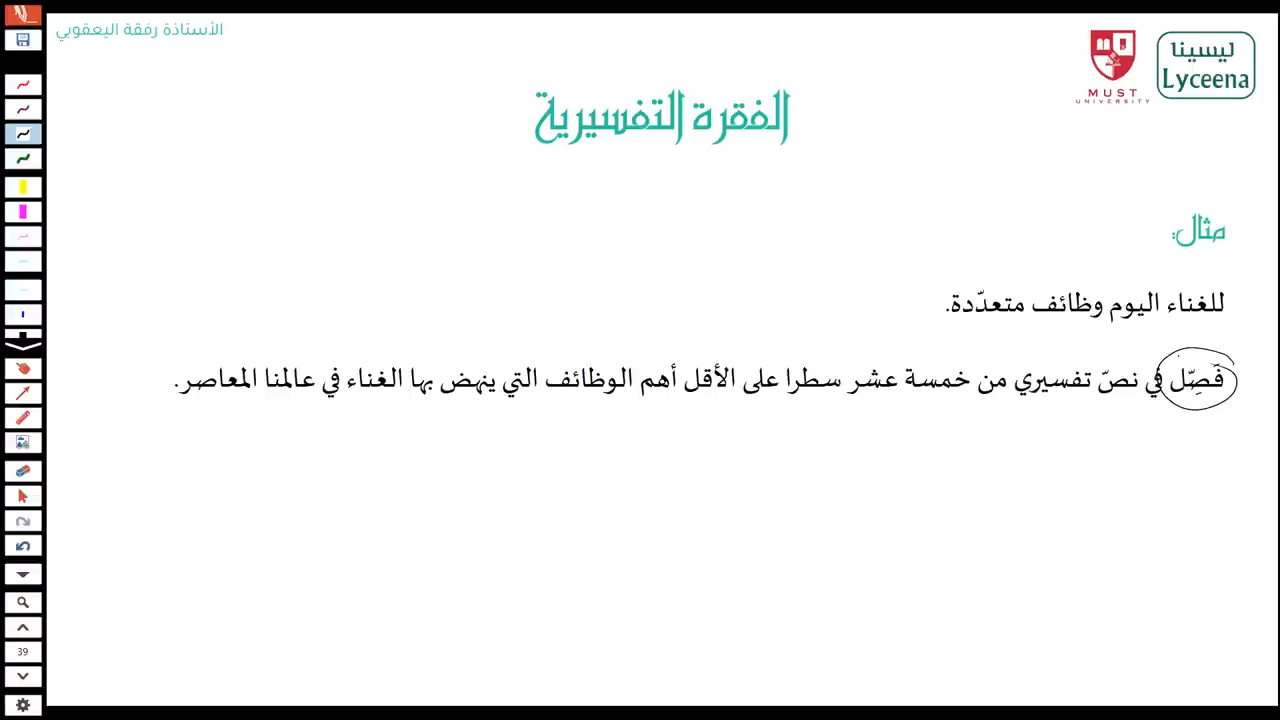 الأستاذة رفقة اليعقوبي
ليسينا
Lyceena
MUST
UNIVERSITY
الفقرة التفسيرية
مثال:
للغناء اليوم وظائف متعدّدة.
فَصِّل في نصّ تفسيري من خمسة عشر سطرا على الأقل أهم الوظائف التي ينهض بها الغناء في عالمنا المعاصر.
39